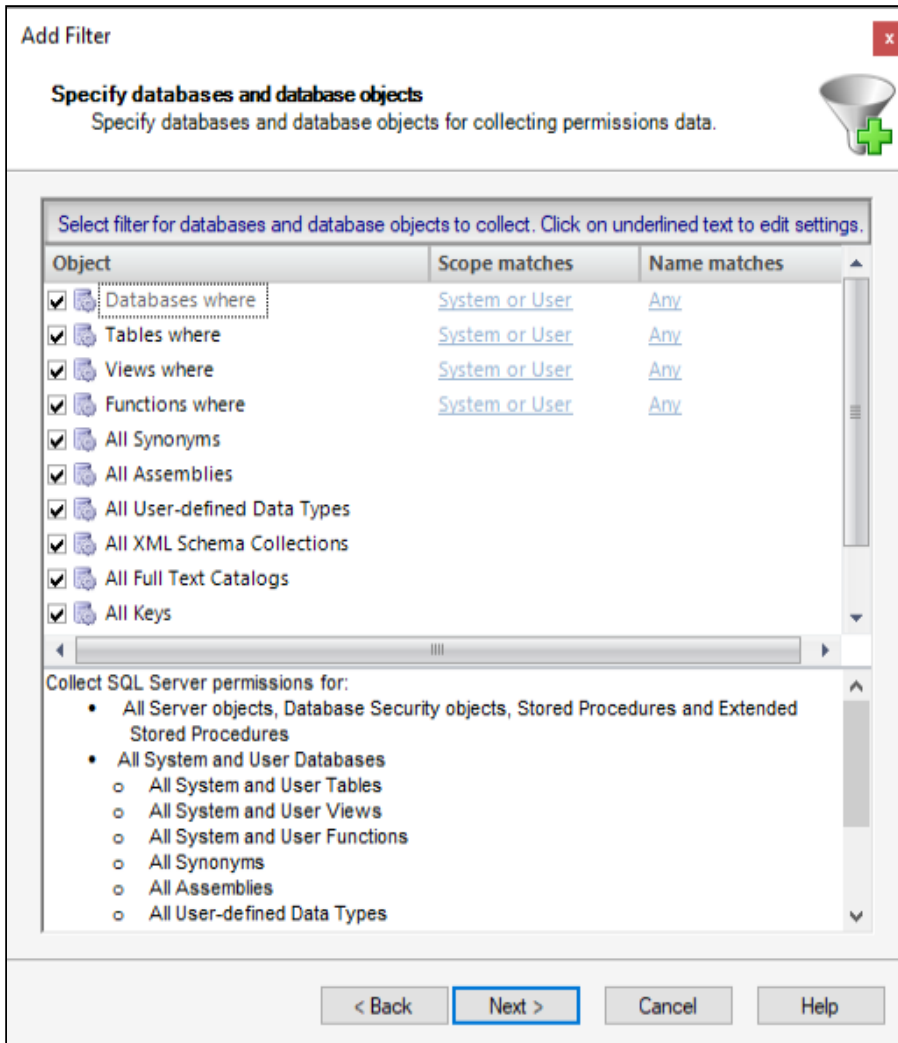 Add Filter
x
Specify databases and database objects
Specify databases and database objects for collecting permissions data.
Select filter for databases and database objects to collect. Click on underlined text to edit settings.
Object Scope matches Name matches
Databases where System or User Any
Tables where System or User Any
Views where System or User Any
Functions where System or User Any
All Synonyms
All Assemblies
All User-defined Data Types
All XML Schema Collections
All Full Text Catalogs
All Keys
Collect SQL Server permissions for:
• All Server objects, Database Security objects, Stored Procedures and Extended
Stored Procedures
• All System and User Databases
o All System and User Tables
o All System and User Views
o All System and User Functions
o All Synonyms
o All Assemblies
o All User-defined Data Types
< Back Next > Cancel Help